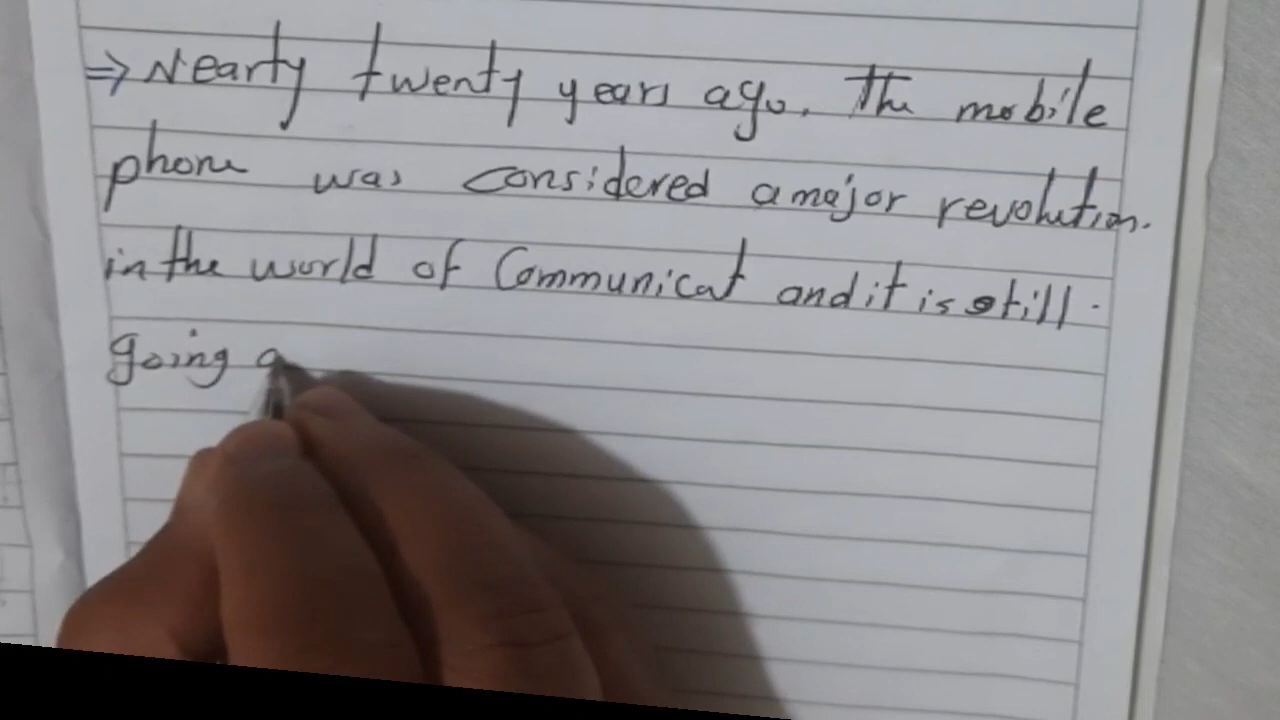 ⇒ Nearty twenty years ago. The mobile
phone was considered a major revolution.
in the world of Communicat and it is still.
going a